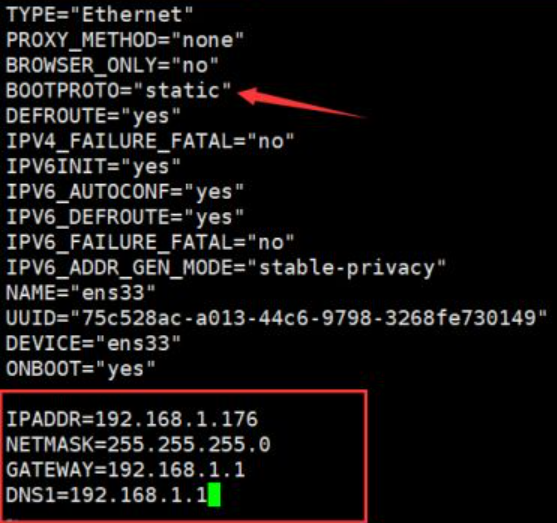 TYPE="Ethernet"
PROXY_METHOD="none"
BROWSER_ONLY="no"
BOOTPROTO="static"
DEFROUTE="yes"
IPV4_FAILURE_FATAL="no"
IPV6INIT="yes"
IPV6_AUTOCONF="yes"
IPV6_DEFROUTE="yes"
IPV6_FAILURE_FATAL="no"
IPV6_ADDR_GEN_MODE="stable-privacy"
NAME="ens33"
UUID="75c528ac-a013-44c6-9798-3268fe730149"
DEVICE="ens33"
ONBOOT="yes"
IPADDR=192.168.1.176
NETMASK=255.255.255.0
GATEWAY=192.168.1.1
DNS1=192.168.1.1